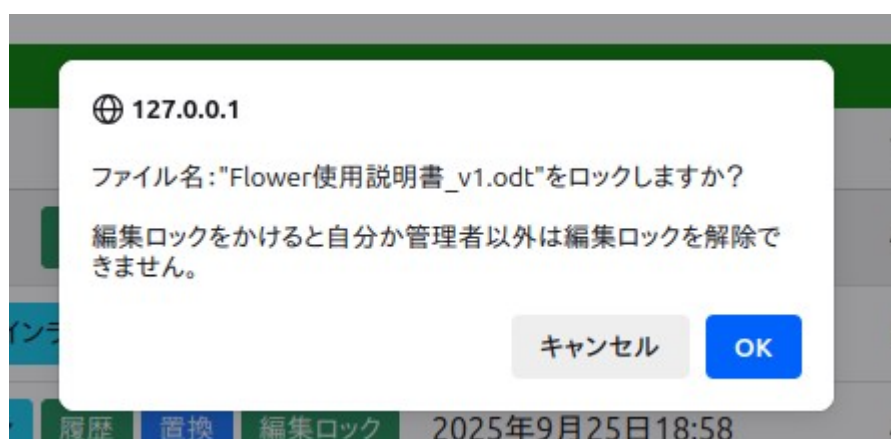 127.0.0.1
ファイル名:"Flower使用説明書_v1.odt"をロックしますか?
編集ロックをかけると自分か管理者以外は編集ロックを解除で
きません。
インラ
キャンセル OK
履歴 置換 編集ロック 2025年9月25日18:58